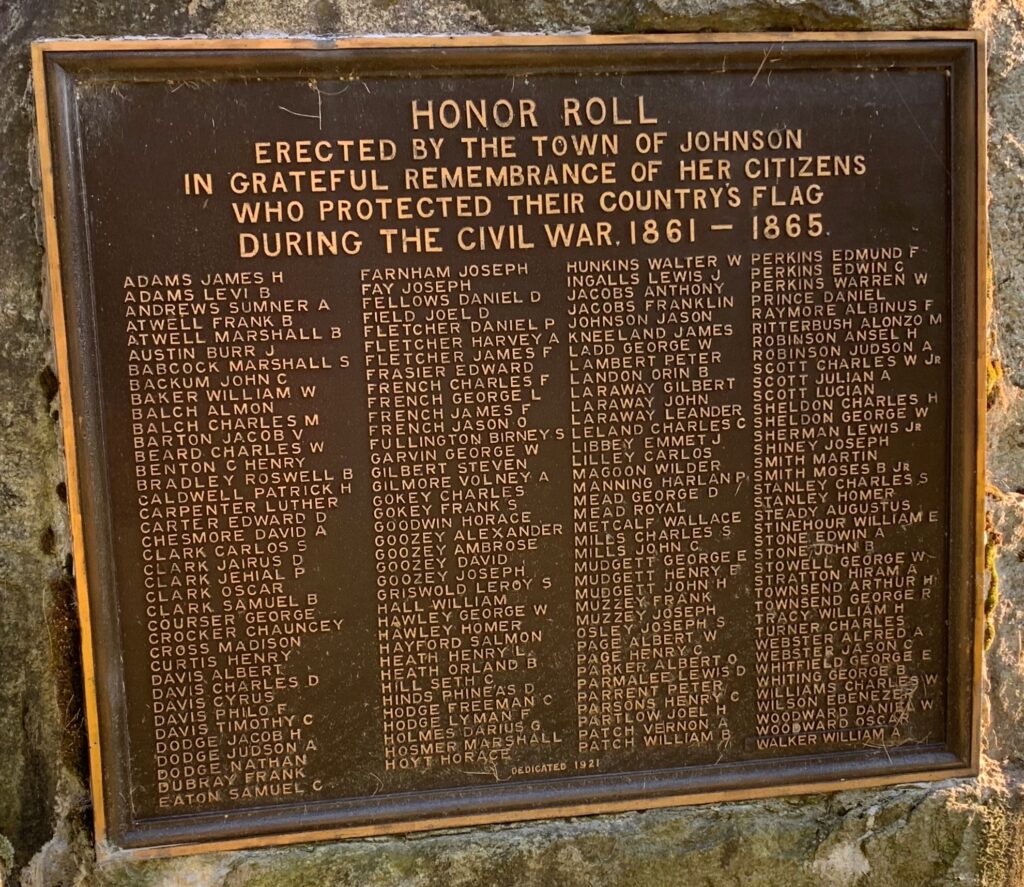 HONOR ROLL
ERECTED BY THE TOWN OF JOHNSON
IN GRATEFUL REMEMBRANCE OF HER CITIZENS
WHO PROTECTED THEIR COUNTRY'S FLAG
DURING THE CIVIL WAR, 1861 – 1865.
ADAMS JAMES H
ADAMS LEVI B
ANDREWS SUMNER A
ATWELL FRANK B
ATWELL MARSHALL B
AUSTIN BURR J
BABCOCK MARSHALL S
BACKUM JOHN C
BAKER WILLIAM W
BALCH ALMON
BALCH CHARLES M
BARTON JACOB V
BEARD CHARLES W
BENTON C HENRY
BRADLEY ROSWELL B
CALDWELL PATRICK H
CARPENTER LUTHER
CARTER EDWARD D
CHESMORE DAVID A
CLARK CARLOS S
CLARK JAIRUS D
CLARK JEHIAL P
CLARK OSCAR
CLARK SAMUEL B
COURSER GEORGE
CROCKER CHAUNCEY
CROSS MADISON
CURTIS HENRY
DAVIS ALBERT
DAVIS CHARLES D
DAVIS CYRUS
DAVIS PHILO F
DAVIS TIMOTHY C
DODGE JACOB H
DODGE JUDSON A
DODGE NATHAN
DUBRAY FRANK
EATON SAMUEL C
FARNHAM JOSEPH
FAY JOSEPH
FELLOWS DANIEL D
FIELD JOEL D
FLETCHER DANIEL P
FLETCHER HARVEY A
FLETCHER JAMES F
FRASIER EDWARD
FRENCH CHARLES F
FRENCH GEORGE L
FRENCH JAMES F
FRENCH JASON O
FULLINGTON BIRNEY S
GARVIN GEORGE W
GILBERT STEVEN
GILMORE VOLNEY A
GOKEY CHARLES
GOKEY FRANK S
GOODWIN HORACE
GOOZEY ALEXANDER
GOOZEY AMBROSE
GOOZEY DAVID
GOOZEY JOSEPH
GRISWOLD LEROY S
HALL WILLIAM
HAWLEY GEORGE W
HAWLEY HOMER
HAYFORD SALMON
HEATH HENRY L
HEATH ORLAND B
HILL SETH C
HINDS PHINEAS D
HODGE FREEMAN C
HODGE LYMAN F
HOLMES DARIUS G
HOSMER MARSHALL
HOYT HORACE
HUNKINS WALTER W
INGALLS LEWIS J
JACOBS ANTHONY
JACOBS FRANKLIN
JOHNSON JASON
KNEELAND JAMES
LADD GEORGE W
LAMBERT PETER
LANDON ORIN B
LARAWAY GILBERT
LARAWAY JOHN
LARAWAY LEANDER
LELAND CHARLES C
LIBBEY EMMET J
LILLEY CARLOS
MAGOON WILDER
MANNING HARLAN P
MEAD GEORGE D
MEAD ROYAL
METCALF WALLACE
MILLS CHARLES S
MILLS JOHN C
MUDGETT GEORGE E
MUDGETT HENRY E
MUDGETT JOHN H
MUZZEY FRANK
MUZZEY JOSEPH
OSLEY JOSEPH S
PAGE ALBERT W
PAGE HENRY C
PARKER ALBERT O
PARMALEE LEWIS D
PARRENT PETER
PARSONS HENRY C
PARTLOW JOEL H
PATCH VERNON A
PATCH WILLIAM B
PERKINS EDMUND F
PERKINS EDWIN C
PERKINS WARREN W
PRINCE DANIEL
RAYMORE ALBINUS F
RITTERBUSH ALONZO M
ROBINSON ANSEL H
ROBINSON JUDSON A
SCOTT CHARLES W JR
SCOTT JULIAN A
SCOTT LUCIAN
SHELDON CHARLES H
SHELDON GEORGE W
SHERMAN LEWIS JR
SHINEY JOSEPH
SMITH MARTIN
SMITH MOSES B JR
STANLEY CHARLES S
STANLEY HOMER
STEADY AUGUSTUS
STINEHOUR WILLIAM E
STONE EDWIN A
STONE JOHN B
STOWELL GEORGE W
STRATTON HIRAM A
TOWNSEND ARTHUR H
TOWNSEND GEORGE R
TRACY WILLIAM H
TURNER CHARLES
WEBSTER ALFRED A
WEBSTER JASON C
WHITFIELD GEORGE E
WHITING GEORGE
WILLIAMS CHARLES W
WILSON EBENEZER
WOODWARD DANIEL W
WOODWARD OSCAR
WALKER WILLIAM A
DEDICATED 1921